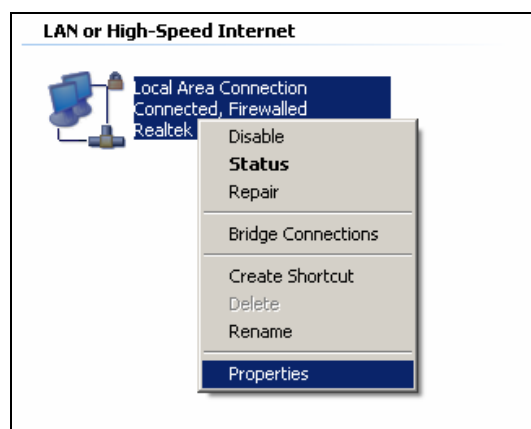 LAN or High-Speed Internet
Local Area Connection
Connected, Firewalled
Realtek
Disable
Status
Repair
Bridge Connections
Create Shortcut
Delete
Rename
Properties